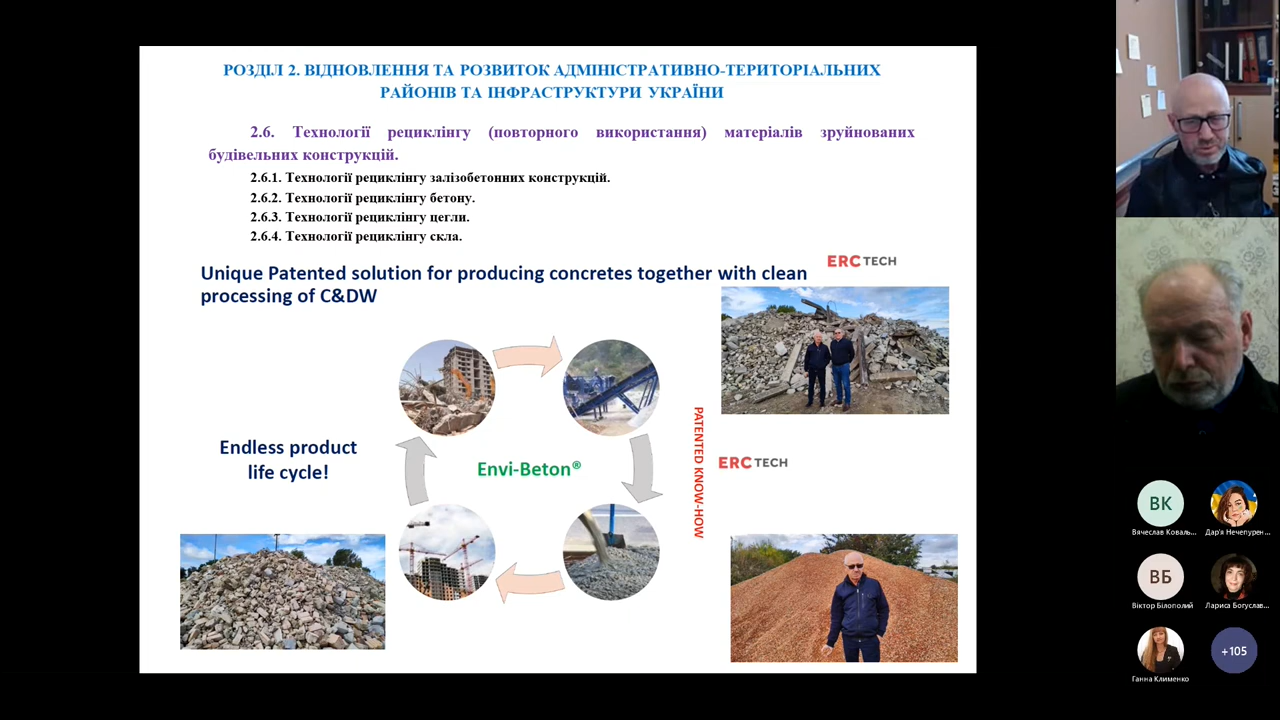 РОЗДІЛ 2. ВІДНОВЛЕННЯ ТА РОЗВИТОК АДМІНІСТРАТИВНО-ТЕРИТОРІАЛЬНИХ
РАЙОНІВ ТА ІНФРАСТРУКТУРИ УКРАЇНИ
2.6. Технології рециклінгу (повторного використання) матеріалів зруйнованих
будівельних конструкцій.
2.6.1. Технології рециклінгу залізобетонних конструкцій.
2.6.2. Технології рециклінгу бетону.
2.6.3. Технології рециклінгу цегли.
2.6.4. Технології рециклінгу скла.
ERC TECH
Unique Patented solution for producing concretes together with clean
processing of C&DW
Endless product
life cycle!
Envi-Beton®
PATENTED KNOW-HOW
ERC TECH
ВК
Вячеслав Коваль...
Дар'я Нечепурен...
ВБ
Віктор Білополий
Лариса Богуслав...
Ганна Клименко
+105